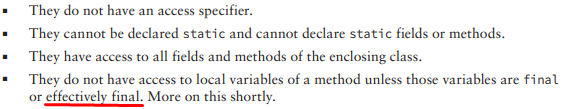 ▪ They do not have an access specifier.
▪ They cannot be declared static and cannot declare static fields or methods.
▪ They have access to all fields and methods of the enclosing class.
▪ They do not have access to local variables of a method unless those variables are final
or effectively final. More on this shortly.